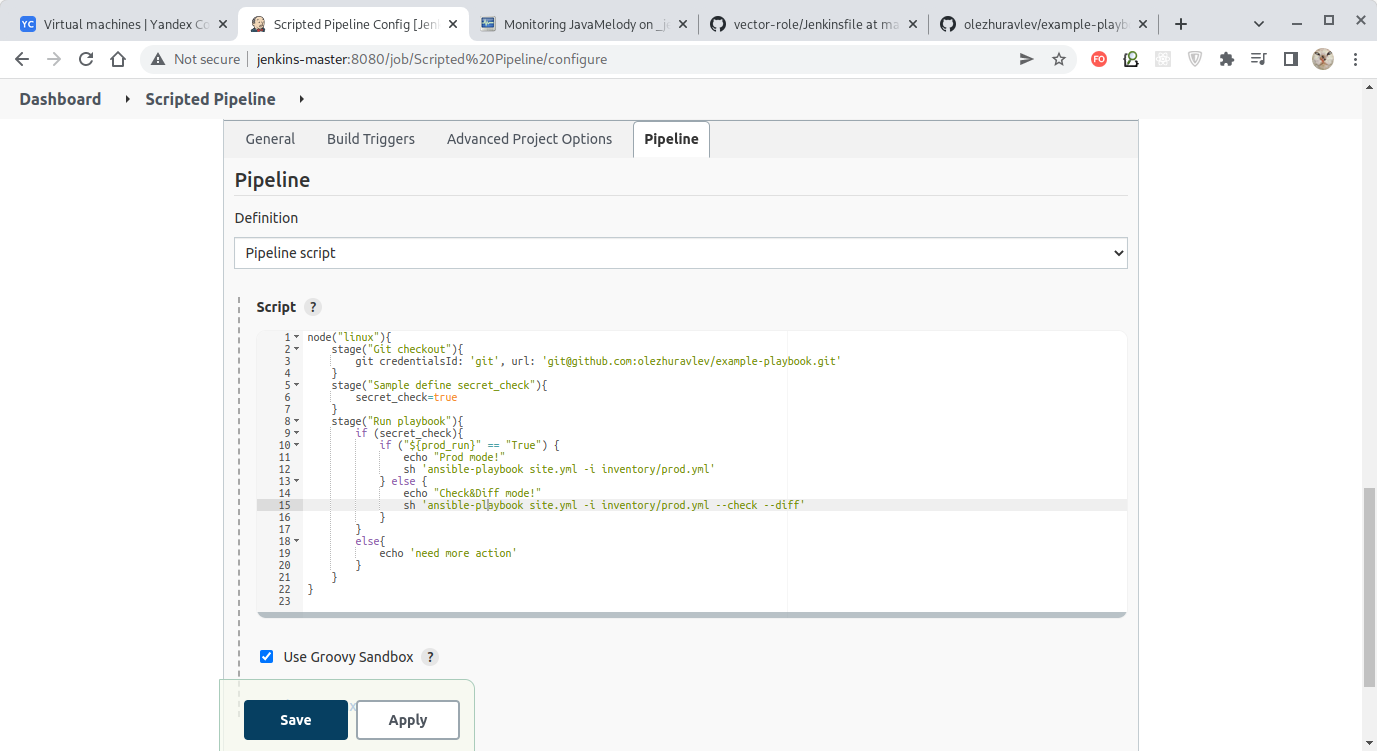 Virtual machines | Yandex Co
Scripted Pipeline Config [Jen
Monitoring JavaMelody on _je
vector-role/Jenkinsfile at ma
olezhuravlev/example-playb
Not secure
jenkins-master:8080/job/Scripted%20Pipeline/configure
Dashboard
Scripted Pipeline
General
Build Triggers
Advanced Project Options
Pipeline
Pipeline
Definition
Pipeline script
Script ?
1 node("linux"){
2 stage("Git checkout"){
3 git credentialsId: 'git', url: 'git@github.com:olezhuravlev/example-playbook.git'
4 }
5 stage("Sample define secret_check"){
6 secret_check=true
7 }
8 stage("Run playbook"){
9 if (secret_check){
10 if ("${prod_run}" == "True") {
11 echo "Prod mode!"
12 sh 'ansible-playbook site.yml -i inventory/prod.yml'
13 } else {
14 echo "Check&Diff mode!"
15 sh 'ansible-playbook site.yml -i inventory/prod.yml --check --diff'
16 }
17 }
18 else{
19 echo 'need more action'
20 }
21 }
22 }
23
Use Groovy Sandbox ?
Save
Apply